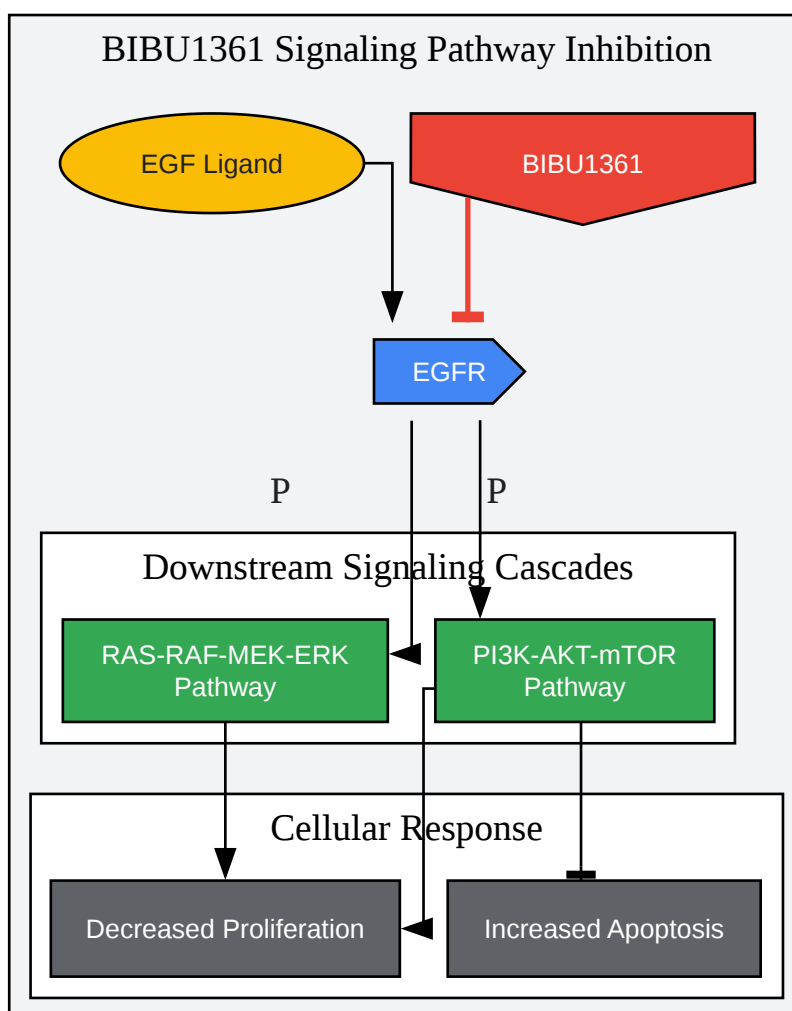 BIBU1361 Signaling Pathway Inhibition
EGF Ligand
BIBU1361
EGFR
P
P
Downstream Signaling Cascades
RAS-RAF-MEK-ERK
Pathway
PI3K-AKT-mTOR
Pathway
Cellular Response
Decreased Proliferation
Increased Apoptosis